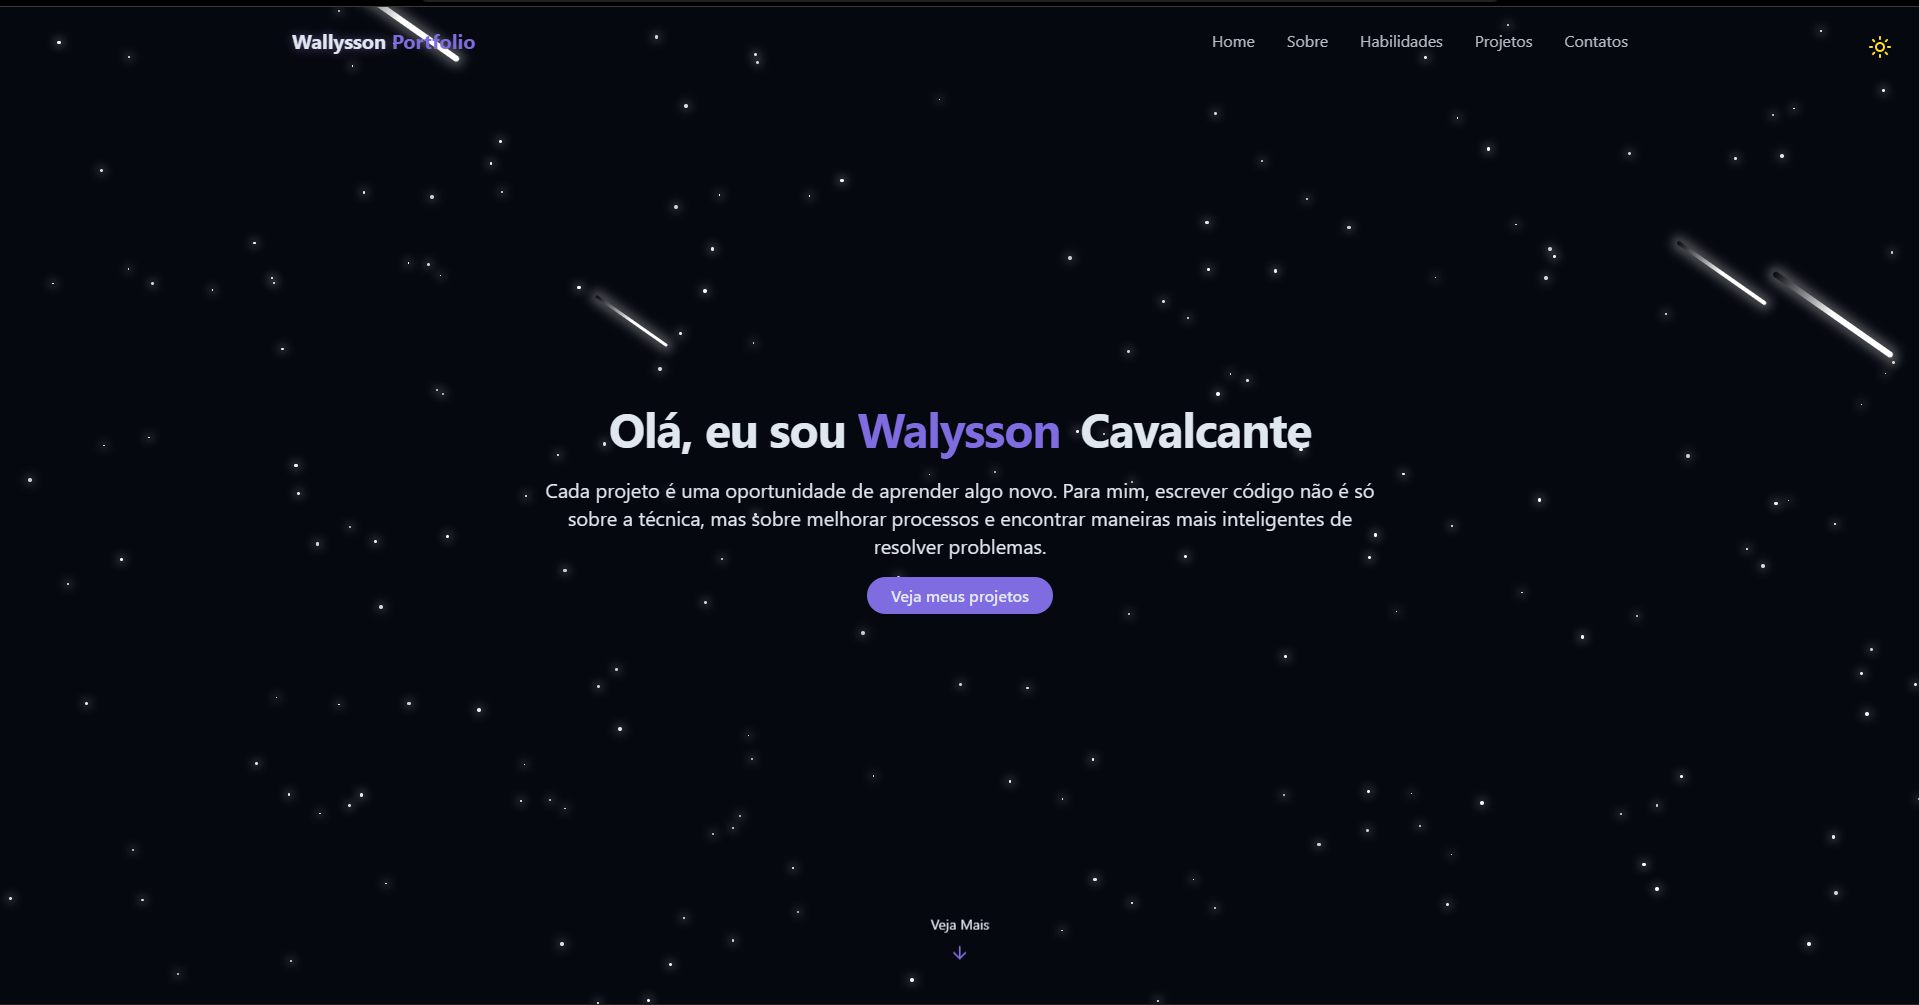 Wallysson Portfolio
Home Sobre Habilidades Projetos Contatos
Olá, eu sou Walysson Cavalcante
Cada projeto é uma oportunidade de aprender algo novo. Para mim, escrever código não é só
sobre a técnica, mas sobre melhorar processos e encontrar maneiras mais inteligentes de
resolver problemas.
Veja meus projetos
Veja Mais